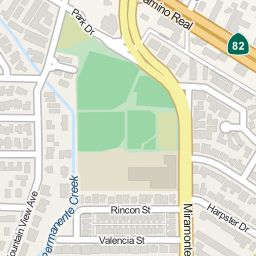 Park Dr.
Camino Real
82
Permanente Creek
Mountain View Ave
Miramonte
Harpster Dr.
Rincon St
Valencia St